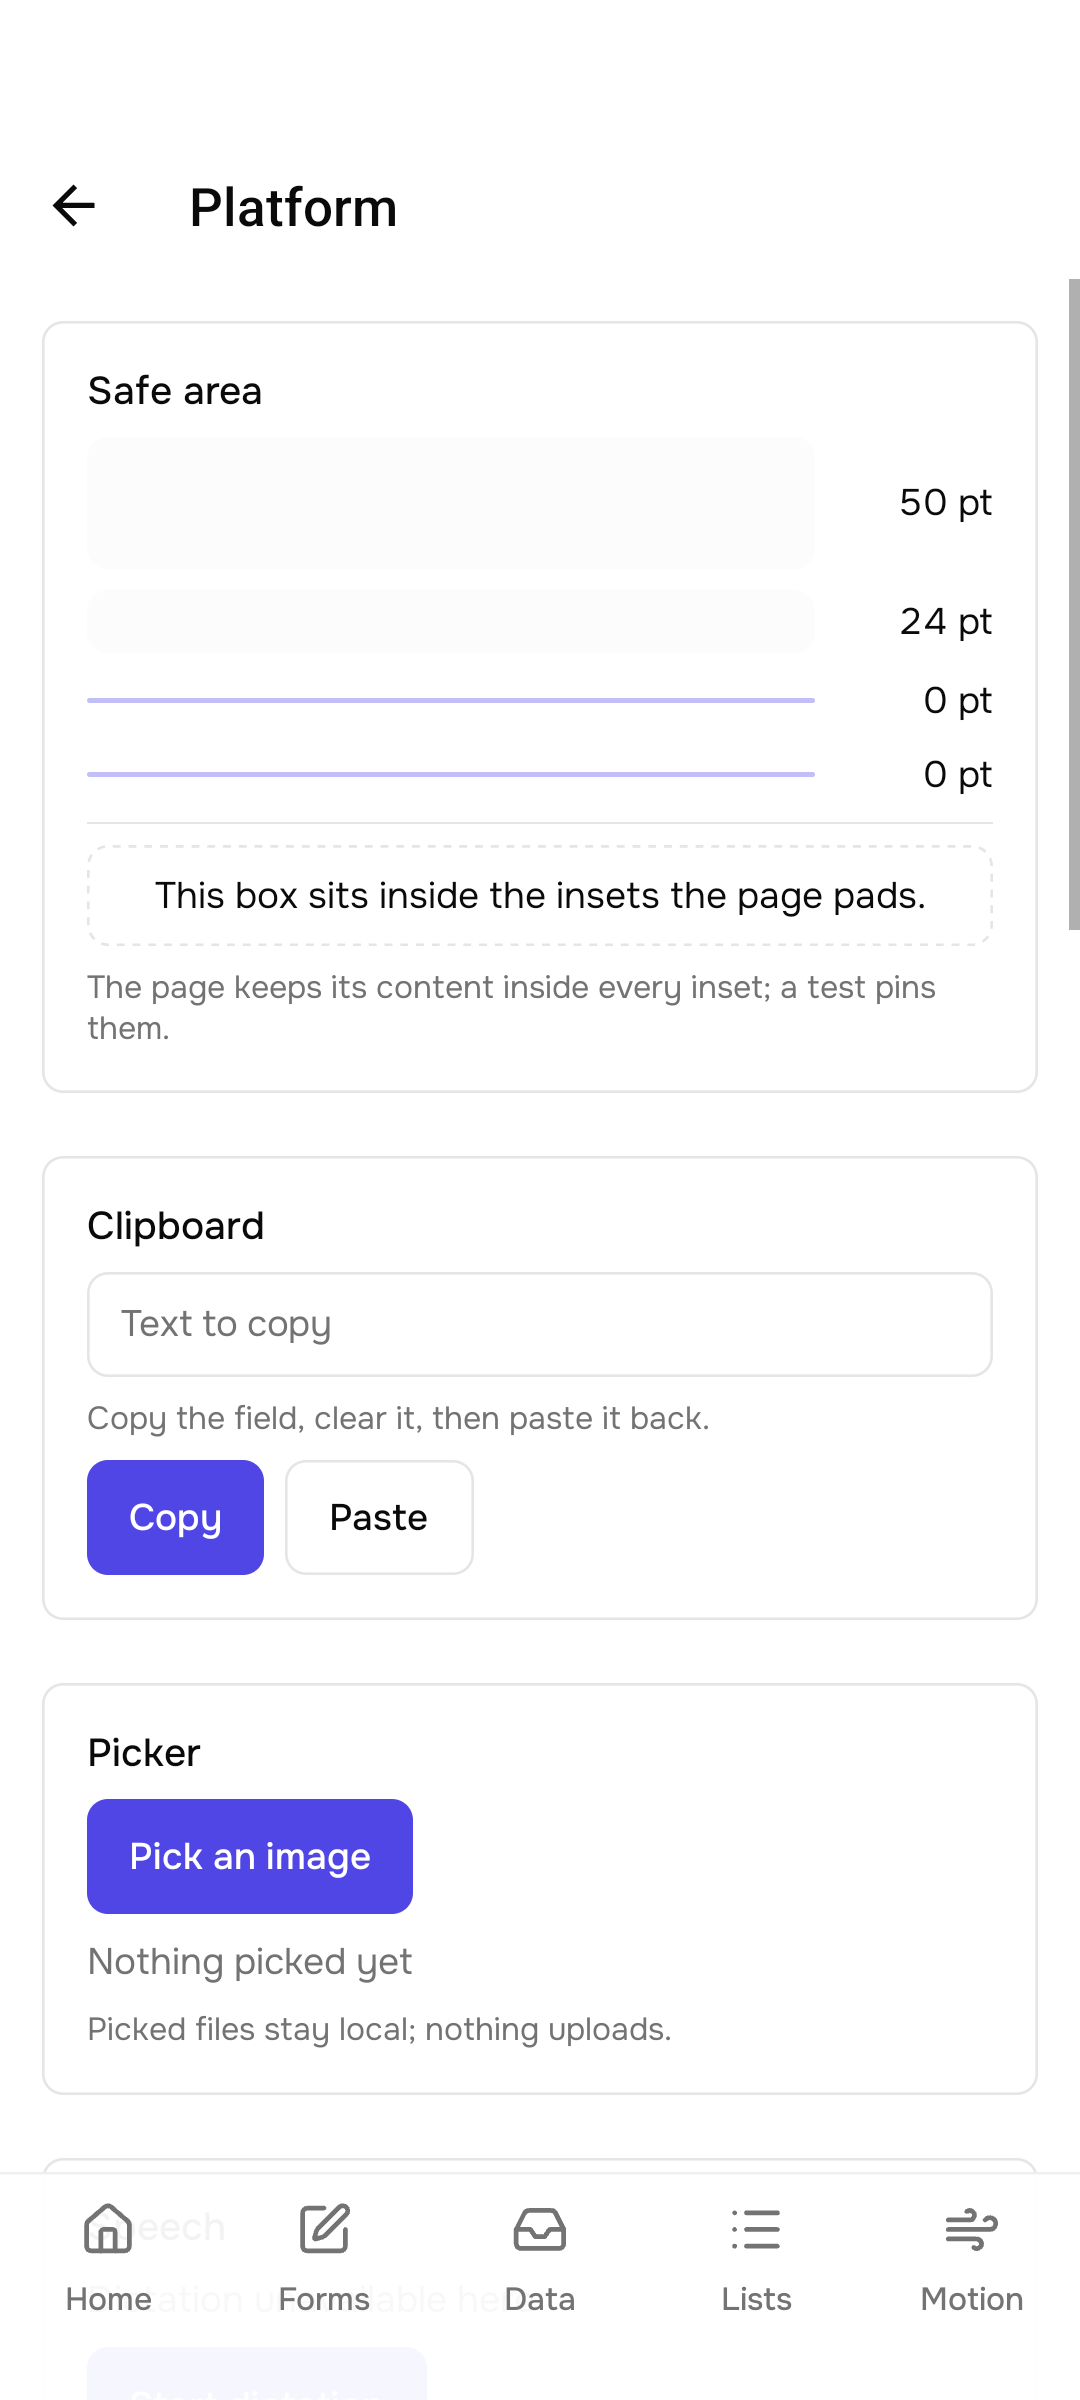 Platform
Safe area
50 pt
24 pt
0 pt
0 pt
This box sits inside the insets the page pads.
The page keeps its content inside every inset; a test pins
them.
Clipboard
Text to copy
Copy the field, clear it, then paste it back.
Copy
Paste
Picker
Pick an image
Nothing picked yet
Picked files stay local; nothing uploads.
Speech
Home
Forms
Data
Lists
Motion